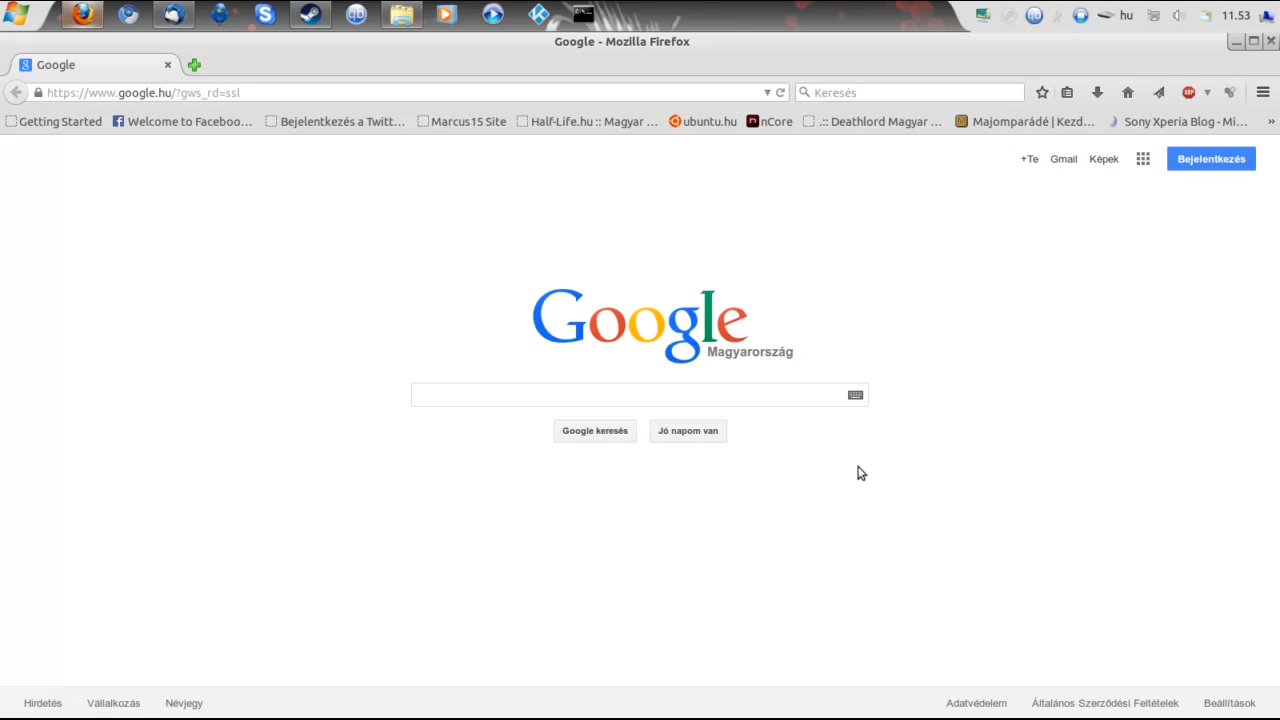 hu 11.53
Google - Mozilla Firefox
Google
https://www.google.hu/?gws_rd=ssl Keresés
Getting Started Welcome to Faceboo... Bejelentkezés a Twitt... Marcus15 Site Half-Life.hu :: Magyar ... ubuntu.hu nCore .:: Deathlord Magyar ... Majomparádé | Kezd... Sony Xperia Blog - Mi... »
+Te Gmail Képek Bejelentkezés
Google
Magyarország
Google keresés Jó napom van
Hirdetés Vállalkozás Névjegy Adatvédelem Általános Szerződési Feltételek Beállítások